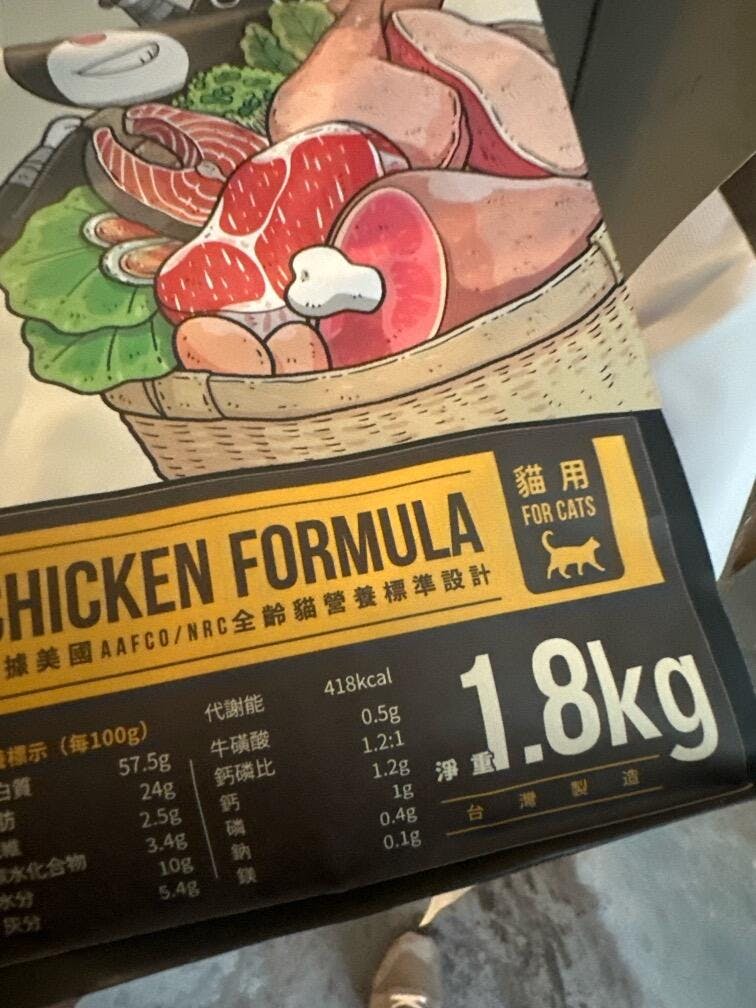 貓用
FOR CATS
CHICKEN FORMULA
據美國AAFCO/NRC全齡貓營養標準設計
標示（每100g）
白質 57.5g
肪 24g
維 2.5g
水化合物 3.4g
水分 10g
灰分 5.4g
代謝能 418kcal
牛磺酸 0.5g
鈣磷比 1.2:1
鈣 1.2g
磷 1g
鈉 0.4g
鎂 0.1g
淨重1.8kg
台灣製造